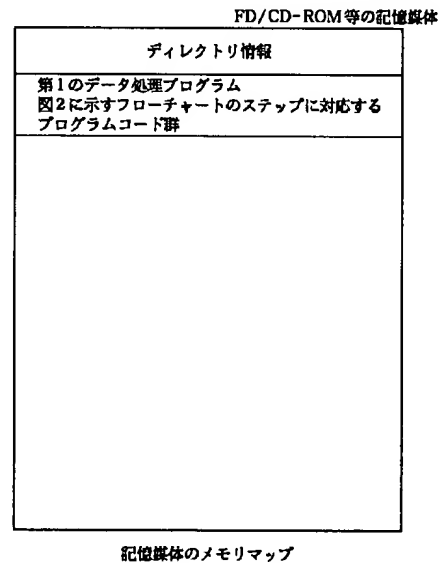 FD/CD-ROM等の記憶媒体
ディレクトリ情報
第1のデータ処理プログラム
図2に示すフローチャートのステップに対応する
プログラムコード群
記憶媒体のメモリマップ